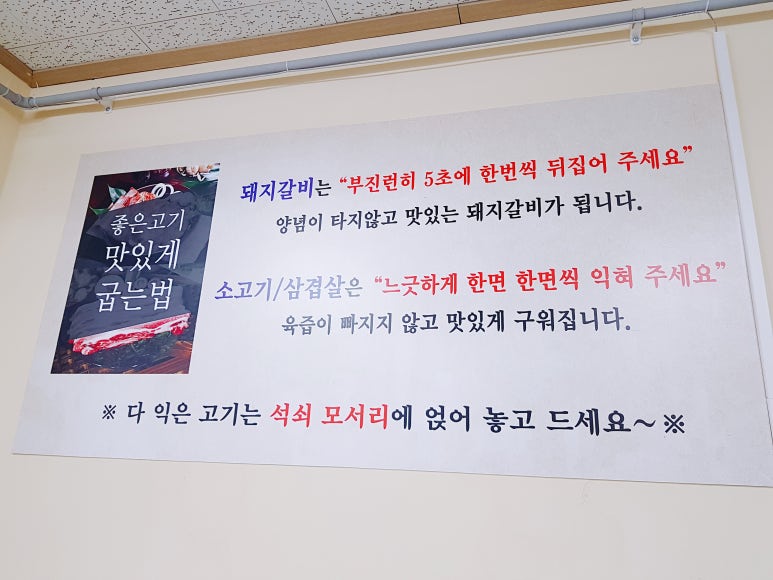 좋은고기
맛있게
굽는법
돼지갈비는 “부진런히 5초에 한번씩 뒤집어 주세요”
양념이 타지않고 맛있는 돼지갈비가 됩니다.
소고기/삼겹살은 “느긋하게 한면 한면씩 익혀 주세요”
육즙이 빠지지 않고 맛있게 구워집니다.
※ 다 익은 고기는 석쇠 모서리에 얹어 놓고 드세요~※